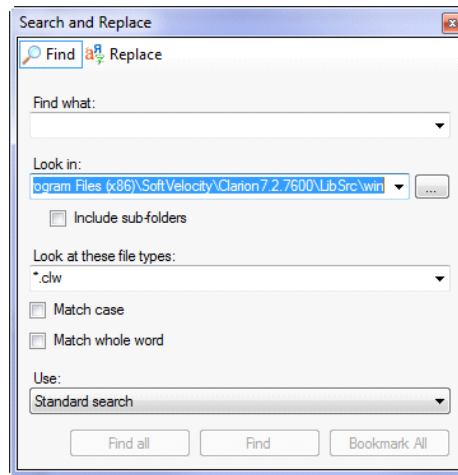 Search and Replace
Find Replace
Find what:
Look in:
ogram Files (x86)\SoftVelocity\Clarion7.2.7600\LibSrc\win
...
Include sub-folders
Look at these file types:
*.clw
Match case
Match whole word
Use:
Standard search
Find all Find Bookmark All